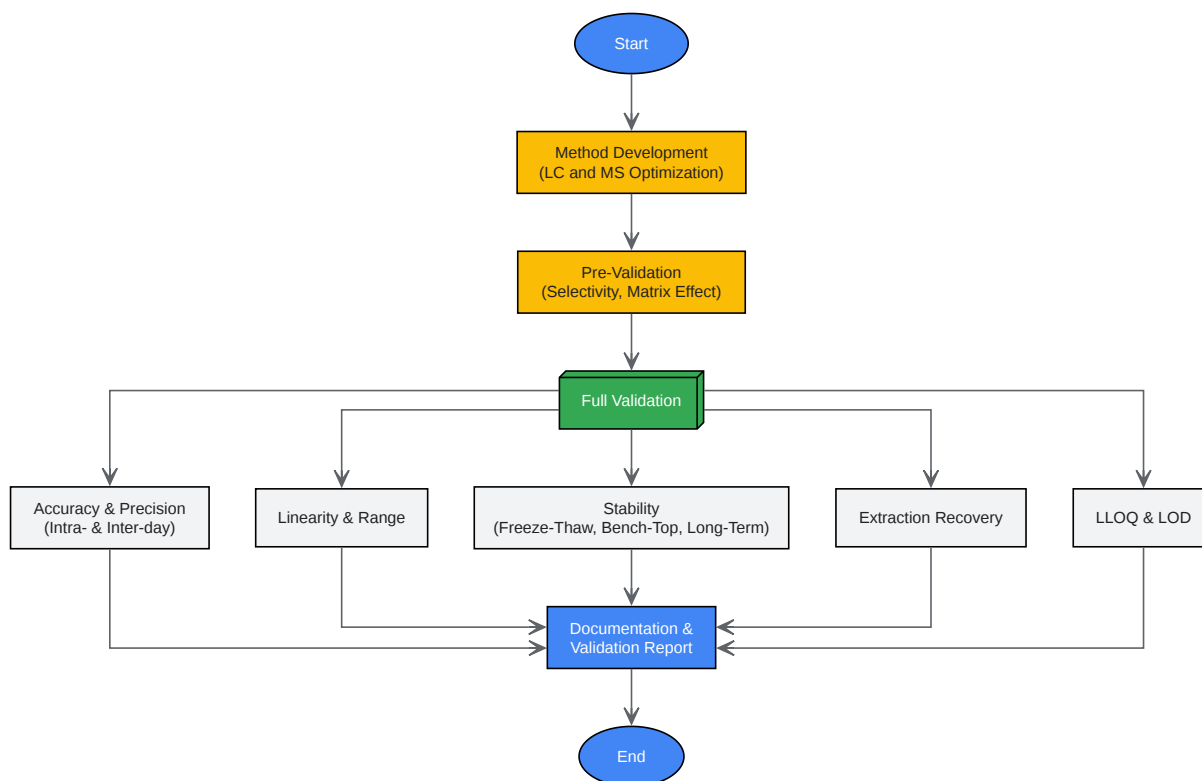 Start
Method Development
(LC and MS Optimization)
Pre-Validation
(Selectivity, Matrix Effect)
Full Validation
Accuracy & Precision
(Intra- & Inter-day)
Linearity & Range
Stability
(Freeze-Thaw, Bench-Top, Long-Term)
Extraction Recovery
LLOQ & LOD
Documentation &
Validation Report
End